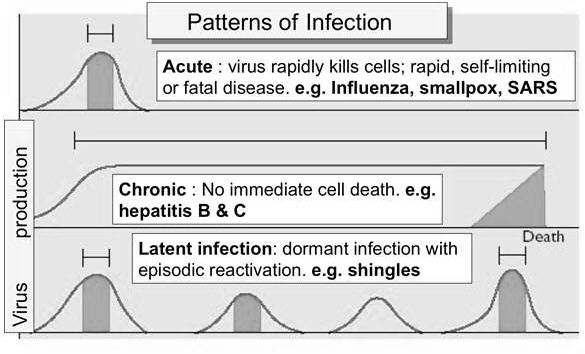 Patterns of Infection
Acute : virus rapidly kills cells; rapid, self-limiting
or fatal disease. e.g. Influenza, smallpox, SARS
Chronic : No immediate cell death. e.g.
hepatitis B & C
Death
Latent infection: dormant infection with
episodic reactivation. e.g. shingles
Virus production